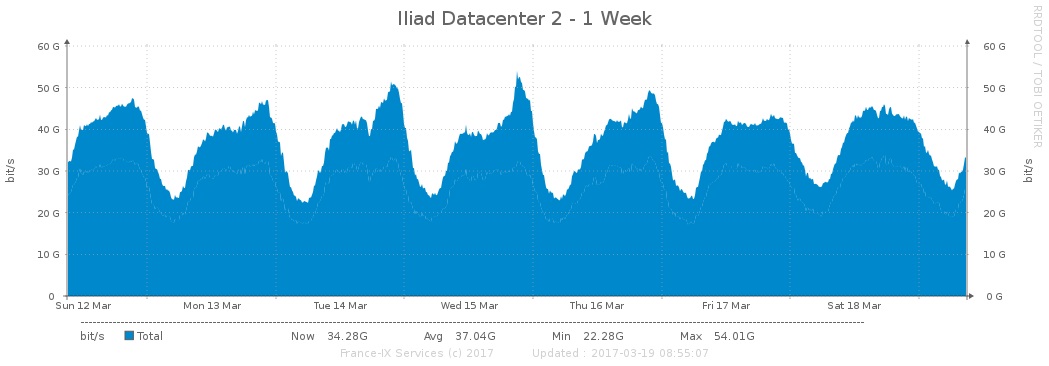 Iliad Datacenter 2 - 1 Week
RRDTOOL / TOBI OETIKER
60 G 60 G
50 G 50 G
40 G 40 G
30 G 30 G
20 G 20 G
10 G 10 G
0 0 G
bit/s bit/s
Sun 12 Mar Mon 13 Mar Tue 14 Mar Wed 15 Mar Thu 16 Mar Fri 17 Mar Sat 18 Mar
bit/s Total Now 34.28G Avg 37.04G Min 22.28G Max 54.01G
France-IX Services (c) 2017 Updated : 2017-03-19 08:55:07